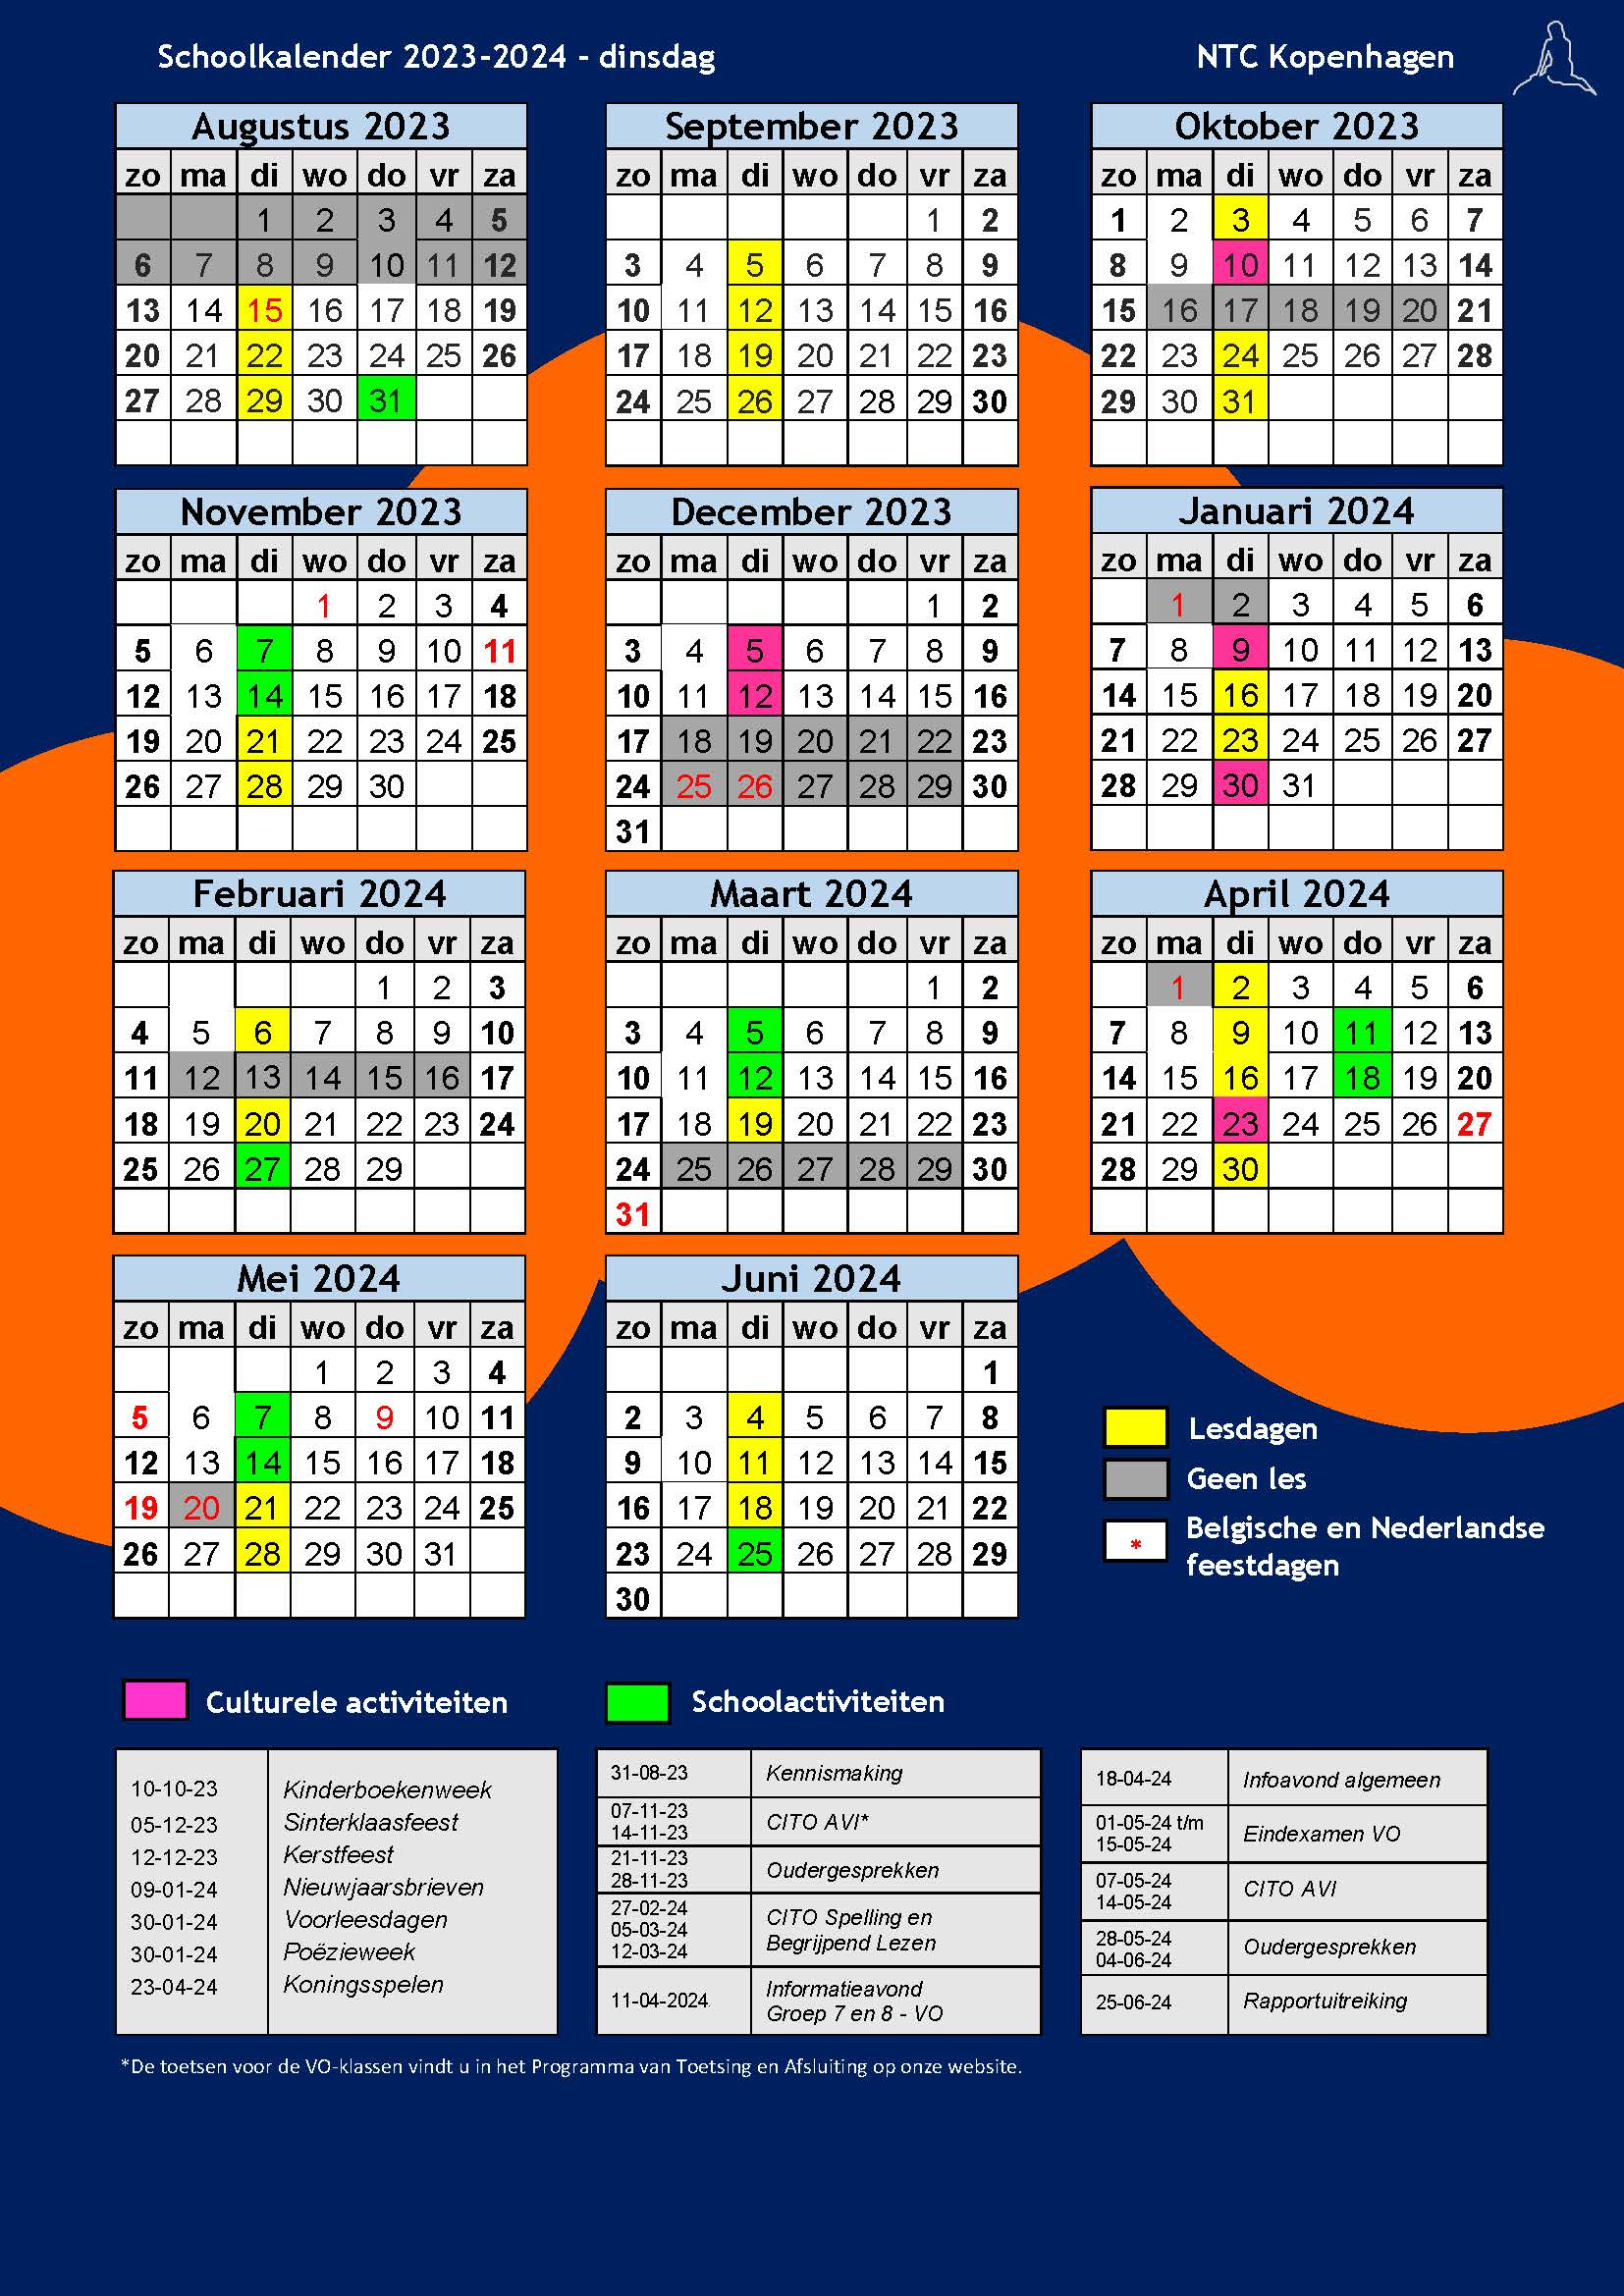 Schoolkalender 2023-2024 - dinsdag
NTC Kopenhagen
Augustus 2023
zo ma di wo do vr za
1 2 3 4 5
6 7 8 9 10 11 12
13 14 15 16 17 18 19
20 21 22 23 24 25 26
27 28 29 30 31
September 2023
zo ma di wo do vr za
1 2
3 4 5 6 7 8 9
10 11 12 13 14 15 16
17 18 19 20 21 22 23
24 25 26 27 28 29 30
Oktober 2023
zo ma di wo do vr za
1 2 3 4 5 6 7
8 9 10 11 12 13 14
15 16 17 18 19 20 21
22 23 24 25 26 27 28
29 30 31
November 2023
zo ma di wo do vr za
1 2 3 4
5 6 7 8 9 10 11
12 13 14 15 16 17 18
19 20 21 22 23 24 25
26 27 28 29 30
December 2023
zo ma di wo do vr za
1 2
3 4 5 6 7 8 9
10 11 12 13 14 15 16
17 18 19 20 21 22 23
24 25 26 27 28 29 30
31
Januari 2024
zo ma di wo do vr za
1 2 3 4 5 6
7 8 9 10 11 12 13
14 15 16 17 18 19 20
21 22 23 24 25 26 27
28 29 30 31
Februari 2024
zo ma di wo do vr za
1 2 3
4 5 6 7 8 9 10
11 12 13 14 15 16 17
18 19 20 21 22 23 24
25 26 27 28 29
Maart 2024
zo ma di wo do vr za
1 2
3 4 5 6 7 8 9
10 11 12 13 14 15 16
17 18 19 20 21 22 23
24 25 26 27 28 29 30
31
April 2024
zo ma di wo do vr za
1 2 3 4 5 6
7 8 9 10 11 12 13
14 15 16 17 18 19 20
21 22 23 24 25 26 27
28 29 30
Mei 2024
zo ma di wo do vr za
1 2 3 4
5 6 7 8 9 10 11
12 13 14 15 16 17 18
19 20 21 22 23 24 25
26 27 28 29 30 31
Juni 2024
zo ma di wo do vr za
1
2 3 4 5 6 7 8
9 10 11 12 13 14 15
16 17 18 19 20 21 22
23 24 25 26 27 28 29
30
Lesdagen
Geen les
* Belgische en Nederlandse
feestdagen
Culturele activiteiten
10-10-23 Kinderboekenweek
05-12-23 Sinterklaasfeest
12-12-23 Kerstfeest
09-01-24 Nieuwjaarsbrieven
30-01-24 Voorleesdagen
30-01-24 Poëzieweek
23-04-24 Koningsspelen
Schoolactiviteiten
31-08-23 Kennismaking
07-11-23
14-11-23
CITO AVI*
21-11-23
28-11-23
Oudergesprekken
27-02-24
05-03-24
12-03-24
CITO Spelling en
Begrijpend Lezen
11-04-2024
Informatieavond
Groep 7 en 8 - VO
18-04-24 Infoavond algemeen
01-05-24 t/m
15-05-24
Eindexamen VO
07-05-24
14-05-24
CITO AVI
28-05-24
04-06-24
Oudergesprekken
25-06-24 Rapportuitreiking
*De toetsen voor de VO-klassen vindt u in het Programma van Toetsing en Afsluiting op onze website.